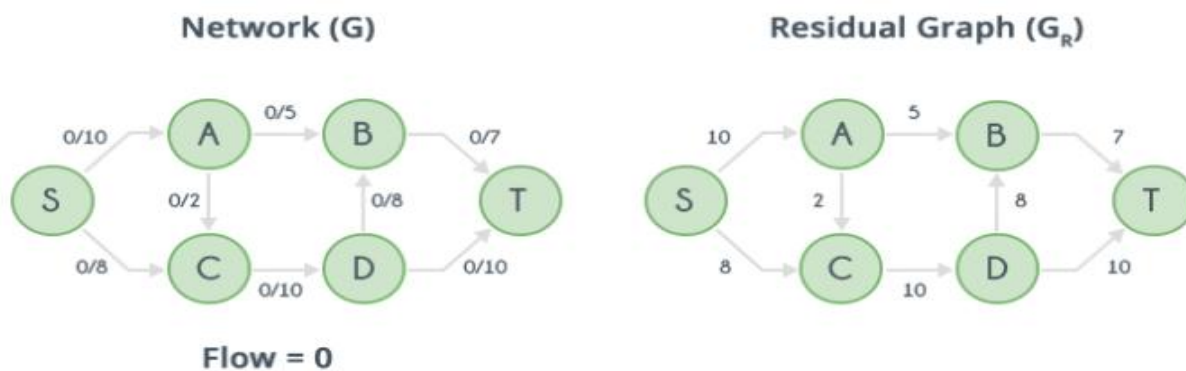 Network (G)
0/10
A
0/5
B
0/7
S
0/2
0/8
T
0/8
C
0/10
D
0/10
Flow = 0
Residual Graph (G_R)
10
A
5
B
7
S
2
8
T
8
C
10
D
10